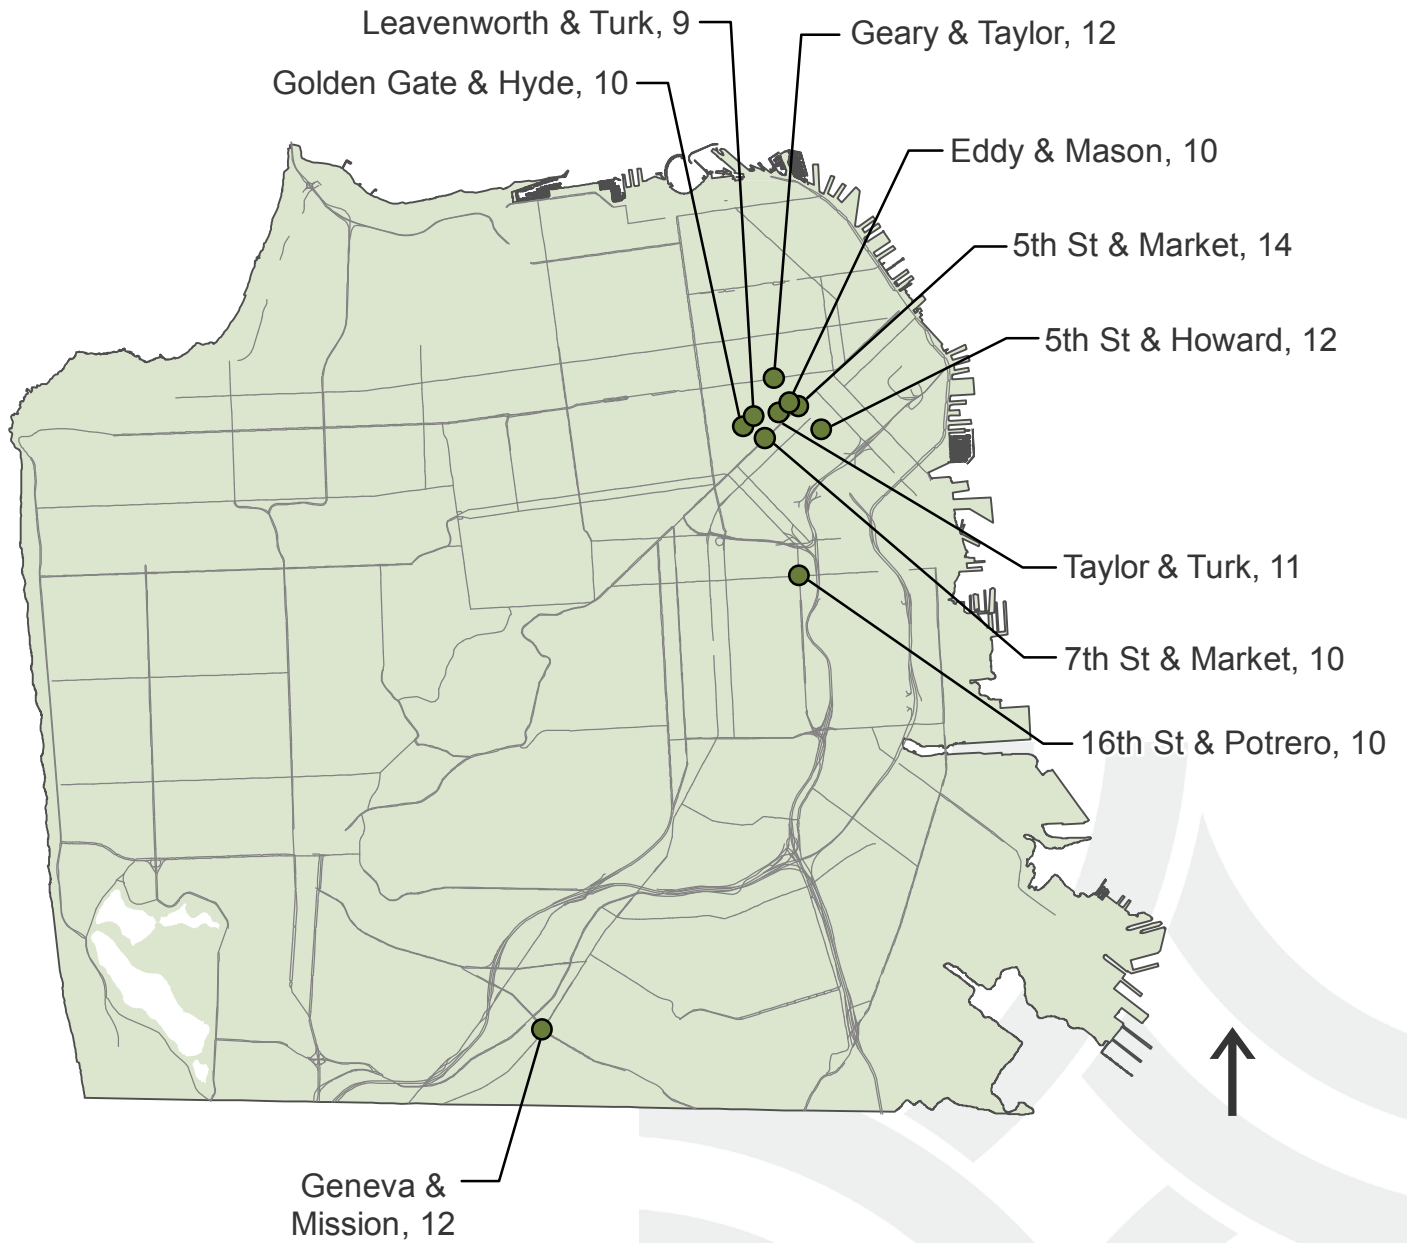 Leavenworth & Turk, 9
Geary & Taylor, 12
Golden Gate & Hyde, 10
Eddy & Mason, 10
5th St & Market, 14
5th St & Howard, 12
Taylor & Turk, 11
7th St & Market, 10
16th St & Potrero, 10
Geneva &
Mission, 12